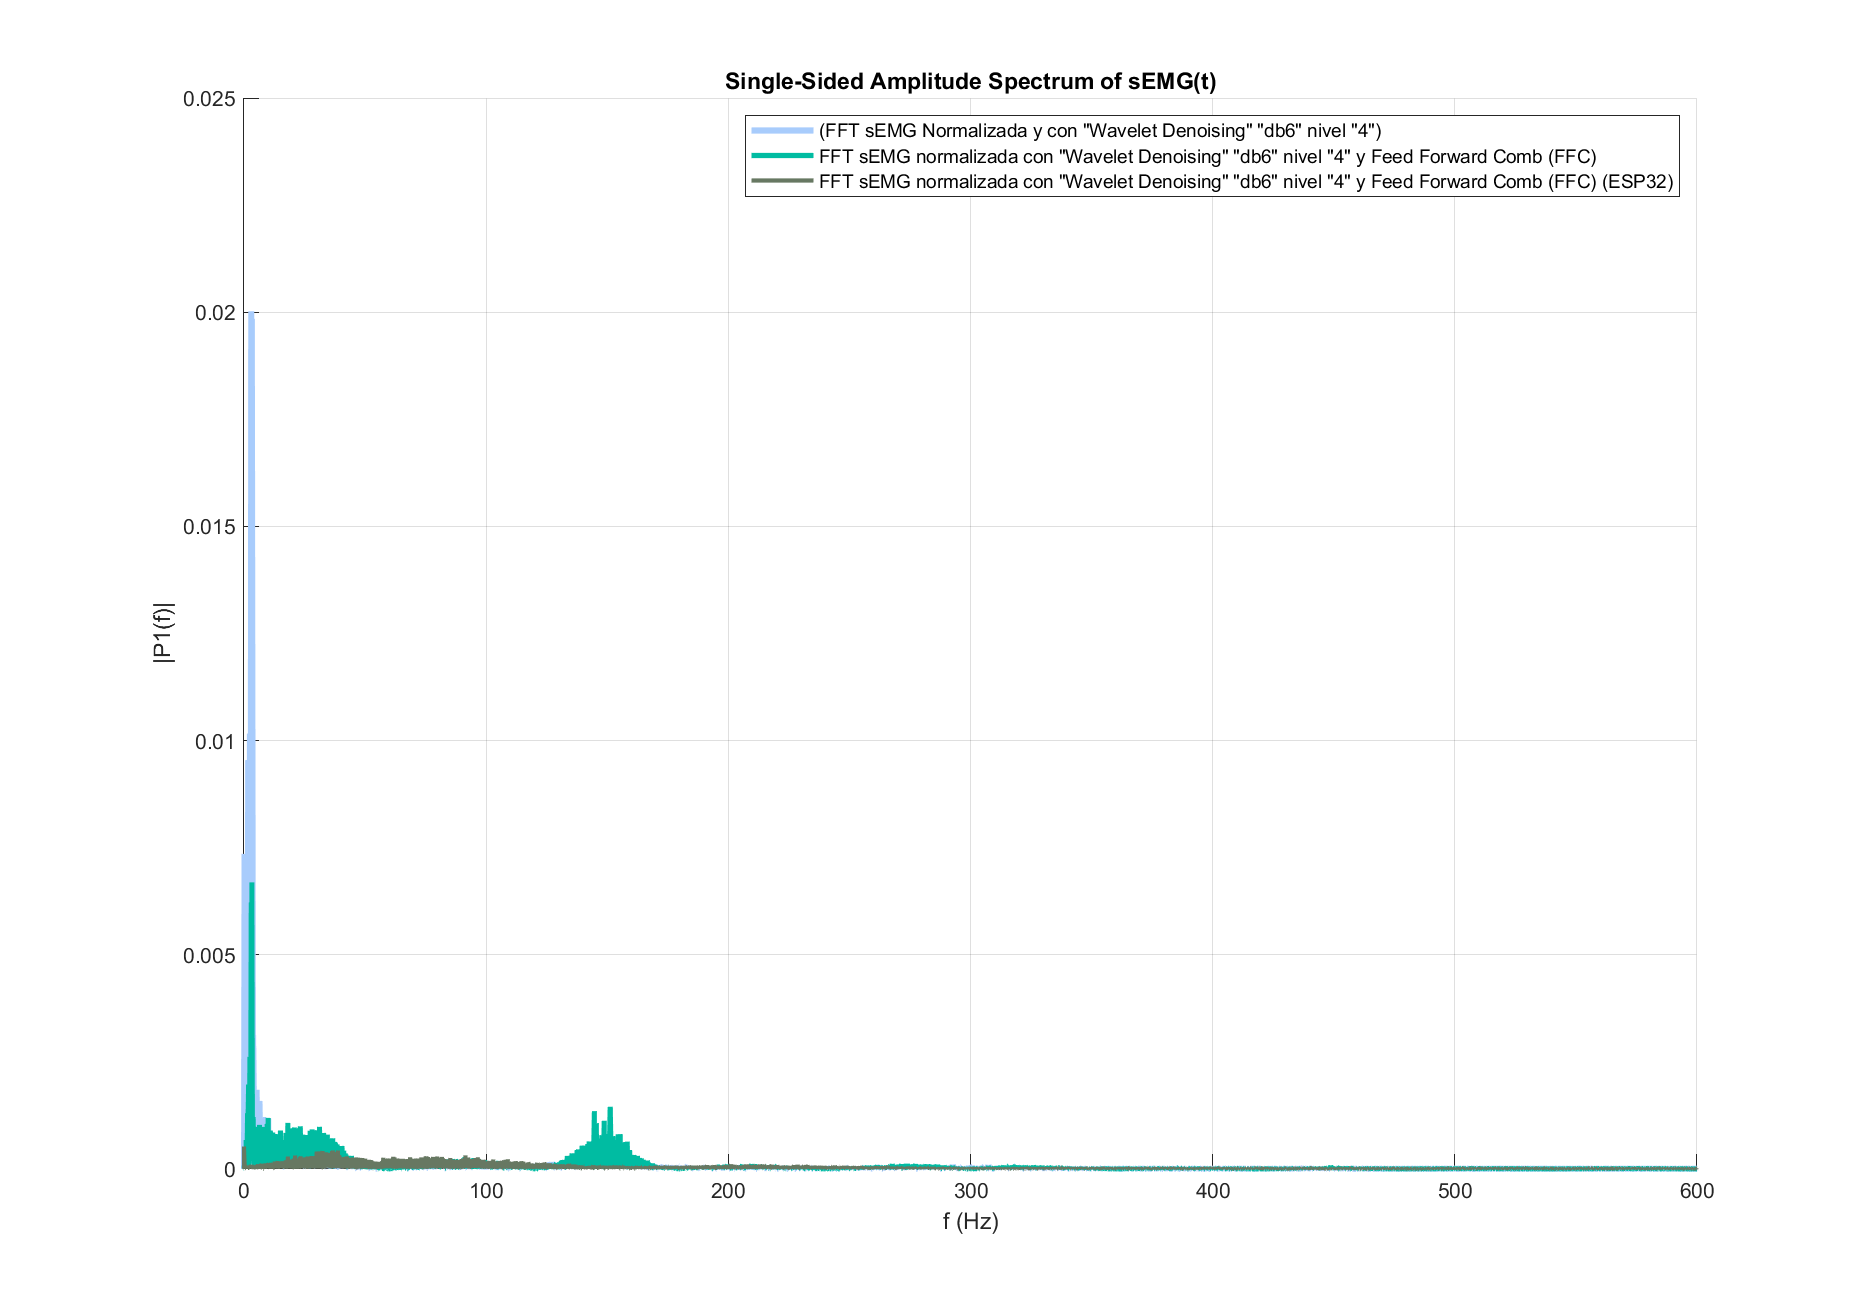 Single-Sided Amplitude Spectrum of sEMG(t)
(FFT sEMG Normalizada y con "Wavelet Denoising" "db6" nivel "4")
FFT sEMG normalizada con "Wavelet Denoising" "db6" nivel "4" y Feed Forward Comb (FFC)
FFT sEMG normalizada con "Wavelet Denoising" "db6" nivel "4" y Feed Forward Comb (FFC) (ESP32)
0.025
0.02
0.015
0.01
0.005
0
|P1(f)|
0 100 200 300 400 500 600
f (Hz)